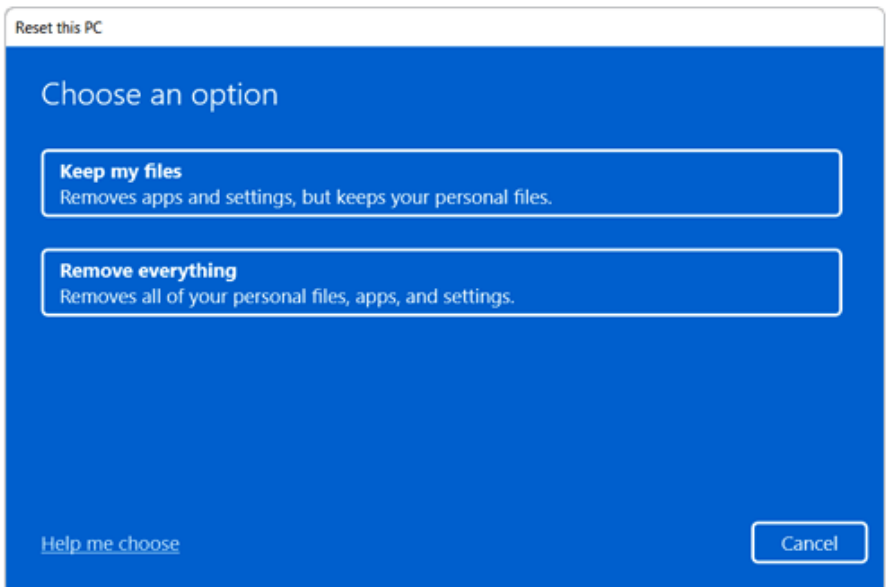 Reset this PC
Choose an option
Keep my files
Removes apps and settings, but keeps your personal files.
Remove everything
Removes all of your personal files, apps, and settings.
Help me choose
Cancel